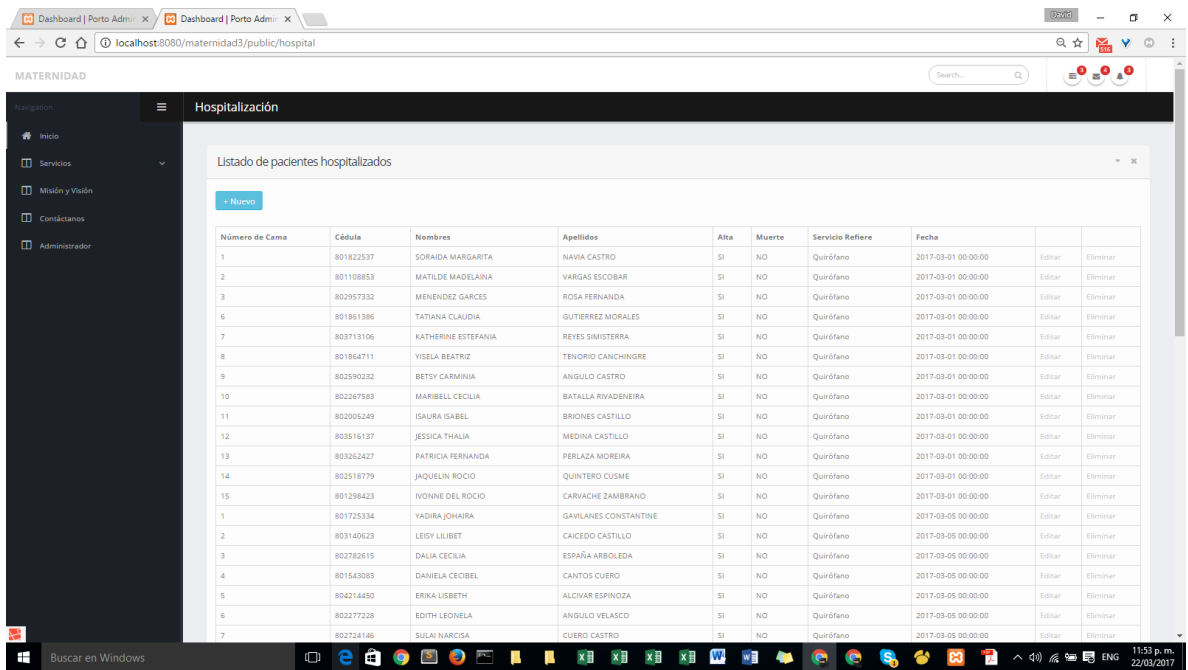 Dashboard | Porto Admin
Dashboard | Porto Admin
David
localhost:8080/maternidad3/public/hospital
516
MATERNIDAD
Search...
3
4
3
Navigation
Hospitalización
Inicio
Servicios
Misión y Visión
Contáctanos
Administrador
Listado de pacientes hospitalizados
+ Nuevo
Número de Cama Cédula Nombres Apellidos Alta Muerte Servicio Refiere Fecha
1 801822537 SORAIDA MARGARITA NAVIA CASTRO SI NO Quirófano 2017-03-01 00:00:00 Editar Eliminar
2 801108853 MATILDE MADELAINA VARGAS ESCOBAR SI NO Quirófano 2017-03-01 00:00:00 Editar Eliminar
3 802957332 MENENDEZ GARCES ROSA FERNANDA SI NO Quirófano 2017-03-01 00:00:00 Editar Eliminar
6 801861386 TATIANA CLAUDIA GUTIERREZ MORALES SI NO Quirófano 2017-03-01 00:00:00 Editar Eliminar
7 803713106 KATHERINE ESTEFANIA REYES SIMISTERRA SI NO Quirófano 2017-03-01 00:00:00 Editar Eliminar
8 801864711 YISELA BEATRIZ TENORIO CANCHINGRE SI NO Quirófano 2017-03-01 00:00:00 Editar Eliminar
9 802590232 BETSY CARMINIA ANGULO CASTRO SI NO Quirófano 2017-03-01 00:00:00 Editar Eliminar
10 802267583 MARIBELL CECILIA BATALLA RIVADENEIRA SI NO Quirófano 2017-03-01 00:00:00 Editar Eliminar
11 802005249 ISAURA ISABEL BRIONES CASTILLO SI NO Quirófano 2017-03-01 00:00:00 Editar Eliminar
12 803516137 JESSICA THALIA MEDINA CASTILLO SI NO Quirófano 2017-03-01 00:00:00 Editar Eliminar
13 803262427 PATRICIA FERNANDA PERLAZA MOREIRA SI NO Quirófano 2017-03-01 00:00:00 Editar Eliminar
14 802518779 JAQUELIN ROCIO QUINTERO CUSME SI NO Quirófano 2017-03-01 00:00:00 Editar Eliminar
15 801298423 IVONNE DEL ROCIO CARVACHE ZAMBRANO SI NO Quirófano 2017-03-01 00:00:00 Editar Eliminar
1 801725334 YADIRA JOHAIRA GAVILANES CONSTANTINE SI NO Quirófano 2017-03-05 00:00:00 Editar Eliminar
2 803140623 LEISY LILIBET CAICEDO CASTILLO SI NO Quirófano 2017-03-05 00:00:00 Editar Eliminar
3 802782615 DALIA CECILIA ESPAÑA ARBOLEDA SI NO Quirófano 2017-03-05 00:00:00 Editar Eliminar
4 801543083 DANIELA CECIBEL CANTOS CUERO SI NO Quirófano 2017-03-05 00:00:00 Editar Eliminar
5 804214450 ERIKA LISBETH ALCIVAR ESPINOZA SI NO Quirófano 2017-03-05 00:00:00 Editar Eliminar
6 802277228 EDITH LEONELA ANGULO VELASCO SI NO Quirófano 2017-03-05 00:00:00 Editar Eliminar
7 802724146 SULAI NARCISA CUERO CASTRO SI NO Quirófano 2017-03-05 00:00:00 Editar Eliminar
Buscar en Windows
ENG
11:53 p. m.
22/03/2017